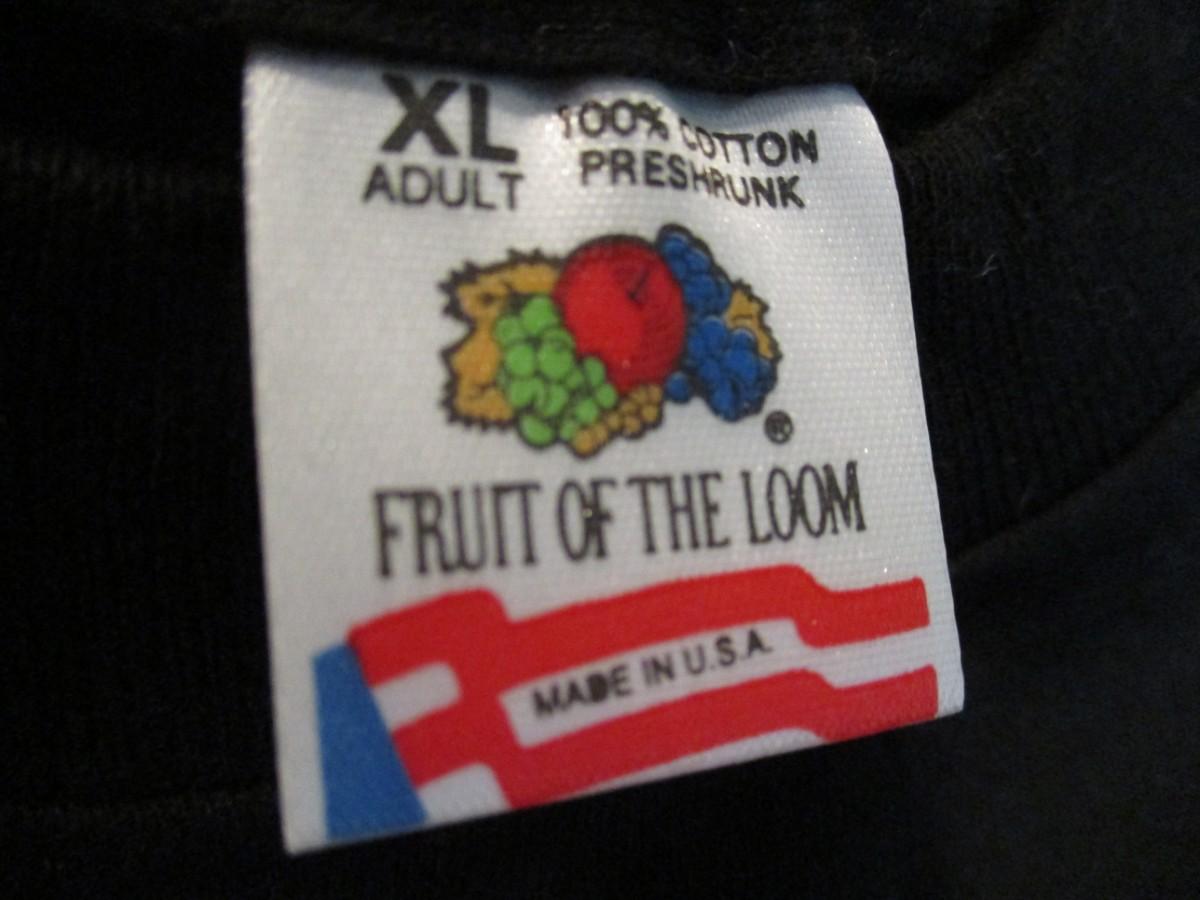 XL
ADULT
100% COTTON
PRESHRUNK
®
FRUIT OF THE LOOM
MADE IN U.S.A.